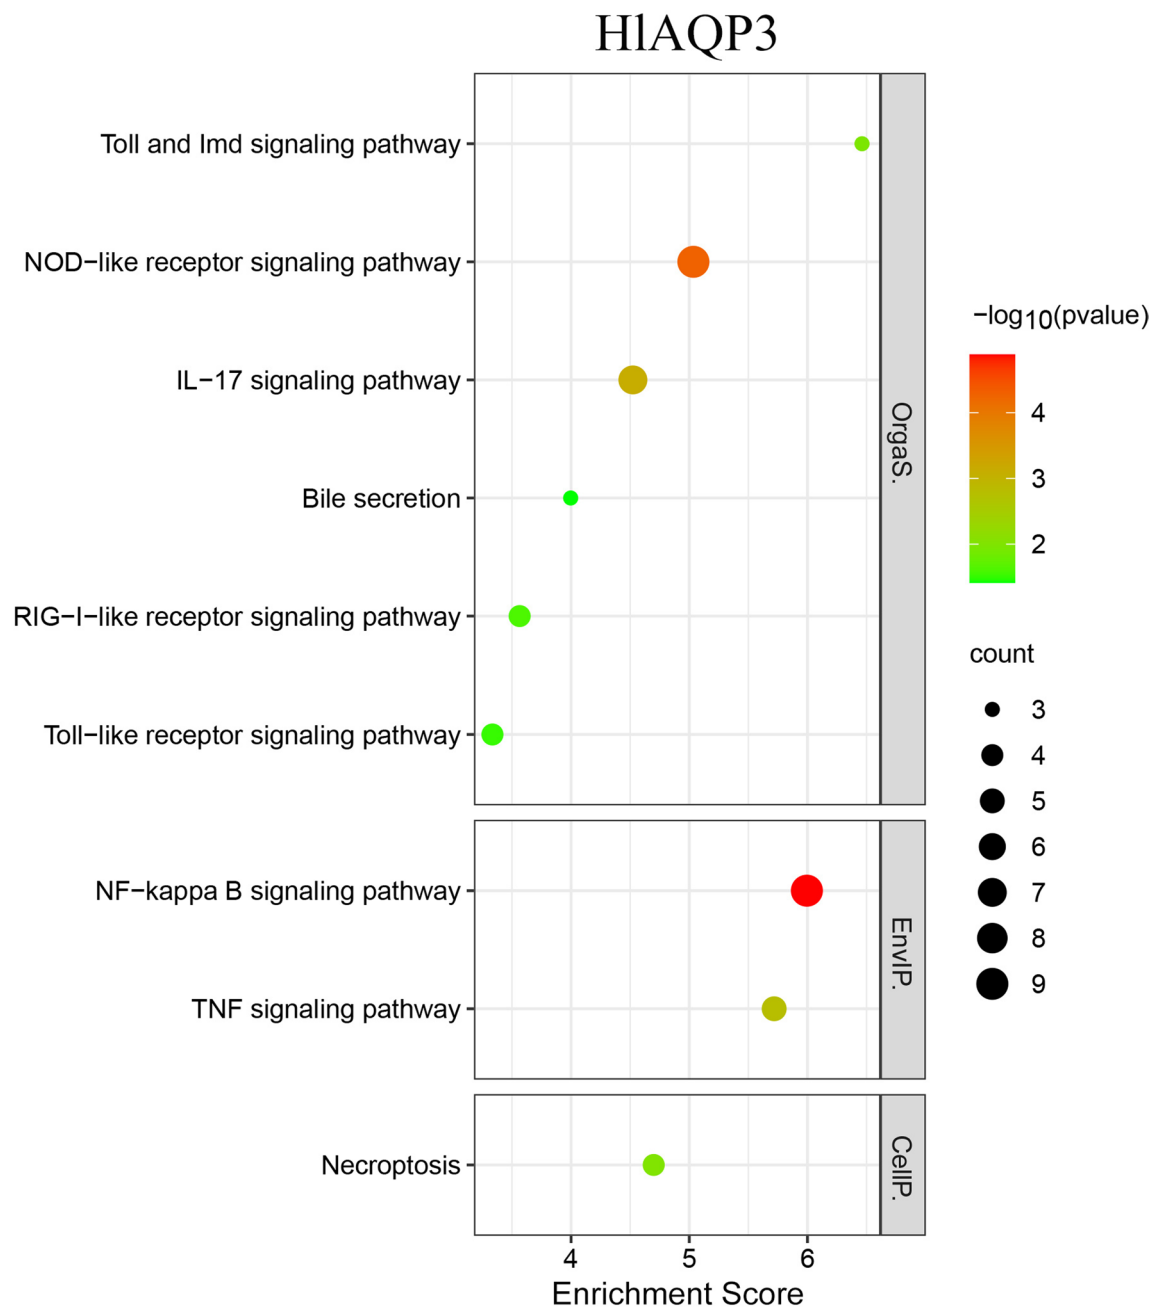 HlAQP3
Toll and Imd signaling pathway
NOD−like receptor signaling pathway
IL−17 signaling pathway
Bile secretion
RIG−I−like receptor signaling pathway
Toll−like receptor signaling pathway
OrgaS.
NF−kappa B signaling pathway
TNF signaling pathway
EnvIP.
Necroptosis
CellP.
4 5 6
Enrichment Score
−log10(pvalue)
4
3
2
count
3
4
5
6
7
8
9